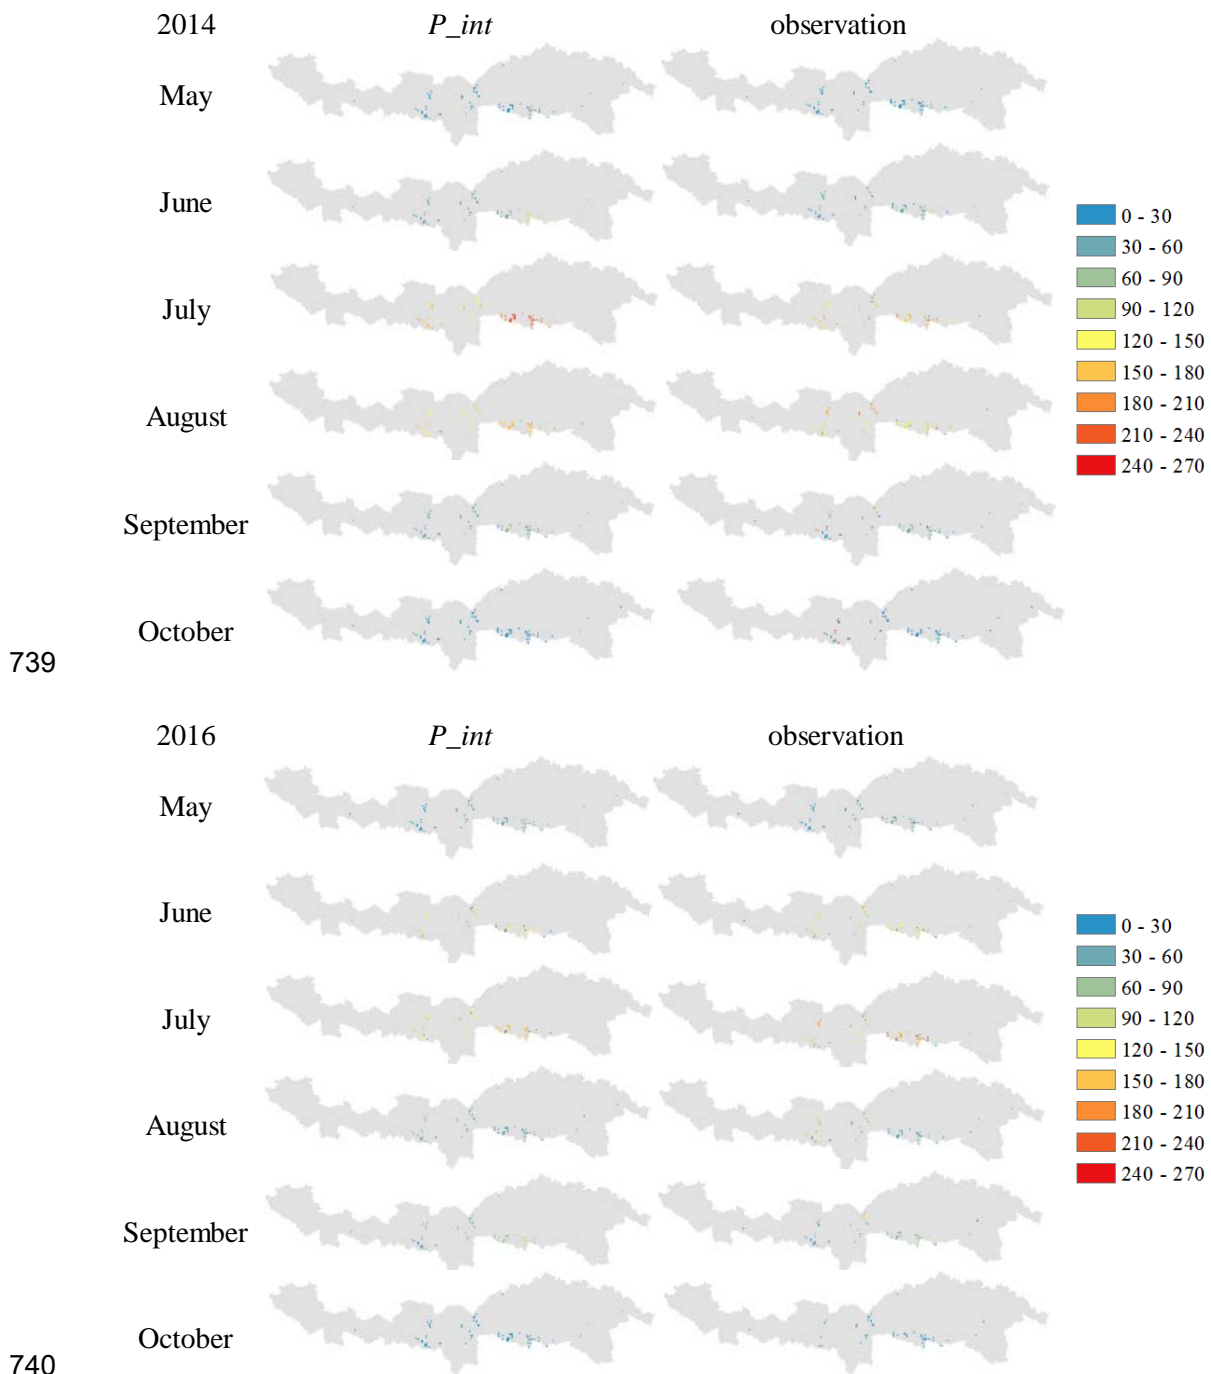 2014 P_int observation
May
June
July
August
September
October
0 - 30
30 - 60
60 - 90
90 - 120
120 - 150
150 - 180
180 - 210
210 - 240
240 - 270
739
2016 P_int observation
May
June
July
August
September
October
0 - 30
30 - 60
60 - 90
90 - 120
120 - 150
150 - 180
180 - 210
210 - 240
240 - 270
740